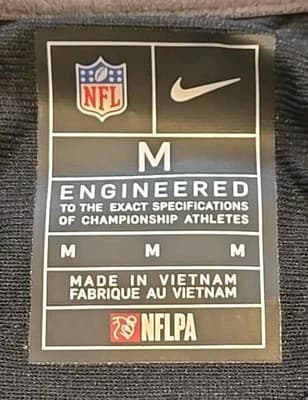 NFL
M
ENGINEERED
TO THE EXACT SPECIFICATIONS
OF CHAMPIONSHIP ATHLETES
M M M
MADE IN VIETNAM
FABRIQUE AU VIETNAM
NFLPA